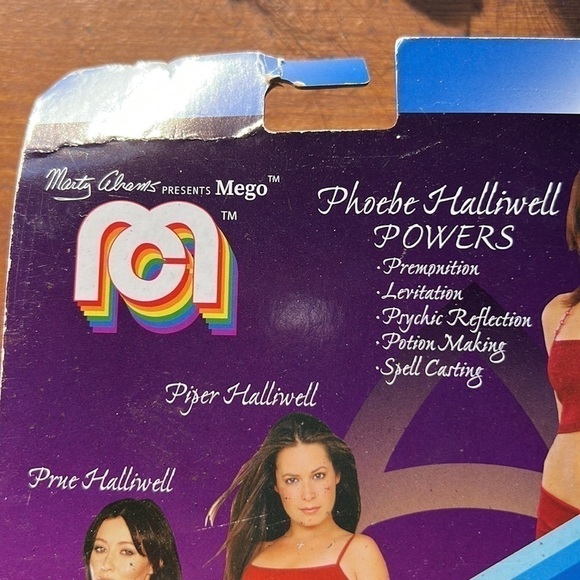 Marty Abrams PRESENTS Mego™
™
Phoebe Halliwell
POWERS
·Premonition
·Levitation
·Psychic Reflection
·Potion Making
·Spell Casting
Piper Halliwell
Prue Halliwell